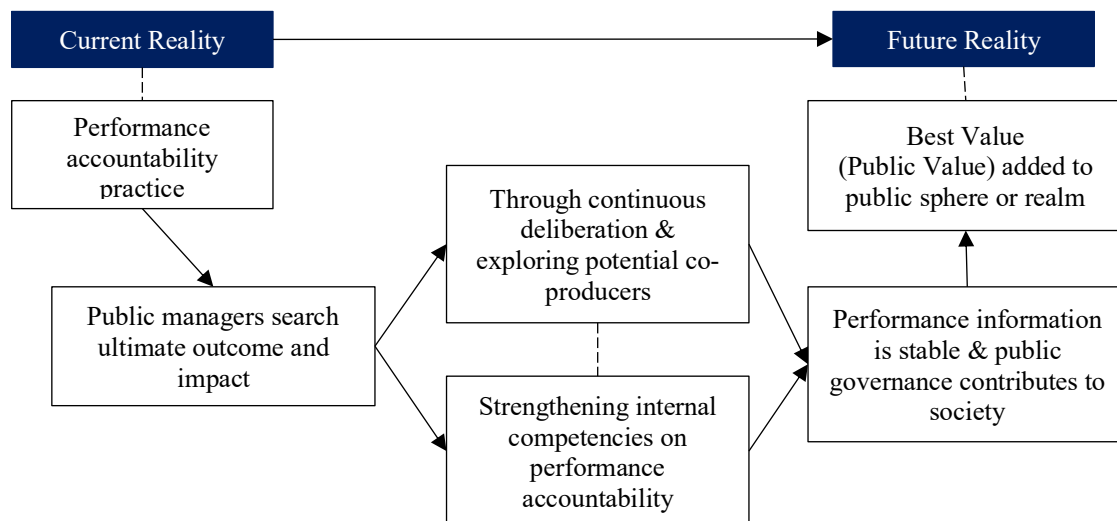 Current Reality
Future Reality
Performance
accountability
practice
Best Value
(Public Value) added to
public sphere or realm
Through continuous
deliberation &
exploring potential co-
producers
Public managers search
ultimate outcome and
impact
Performance information
is stable & public
governance contributes to
society
Strengthening internal
competencies on
performance
accountability